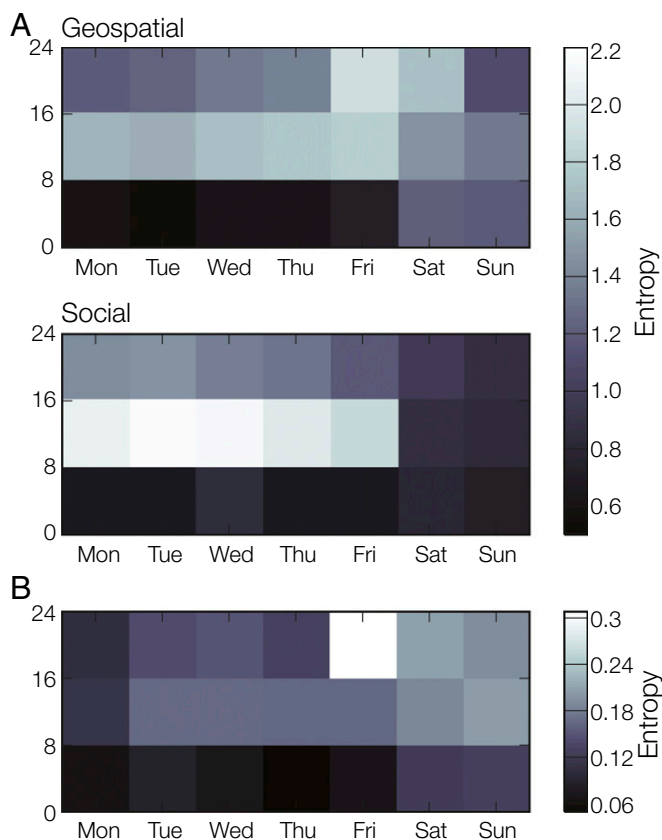 A
Geospatial
24
16
8
0
Mon Tue Wed Thu Fri Sat Sun
2.2
2.0
1.8
1.6
1.4
1.2
1.0
0.8
0.6
Entropy
Social
24
16
8
0
Mon Tue Wed Thu Fri Sat Sun
B
24
16
8
0
Mon Tue Wed Thu Fri Sat Sun
0.3
0.24
0.18
0.12
0.06
Entropy